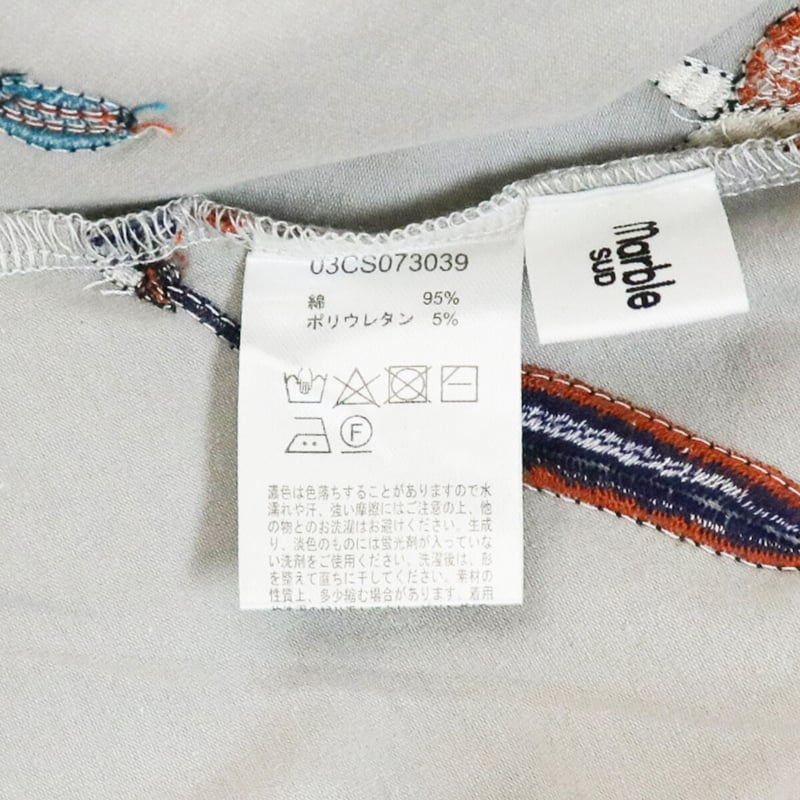 03CS073039
綿 95%
ポリウレタン 5%
F
濃色は色落ちすることがありますので水
濡れや汗、強い摩擦にはご注意の上、他
の物とのお洗濯はお避けください。生成
り、淡色のものには蛍光剤が入っていな
い洗剤をご使用ください。洗濯後は、形
を整えて直ちに干してください。素材の
性質上、多少縮む場合があります。着用
marble
SUD